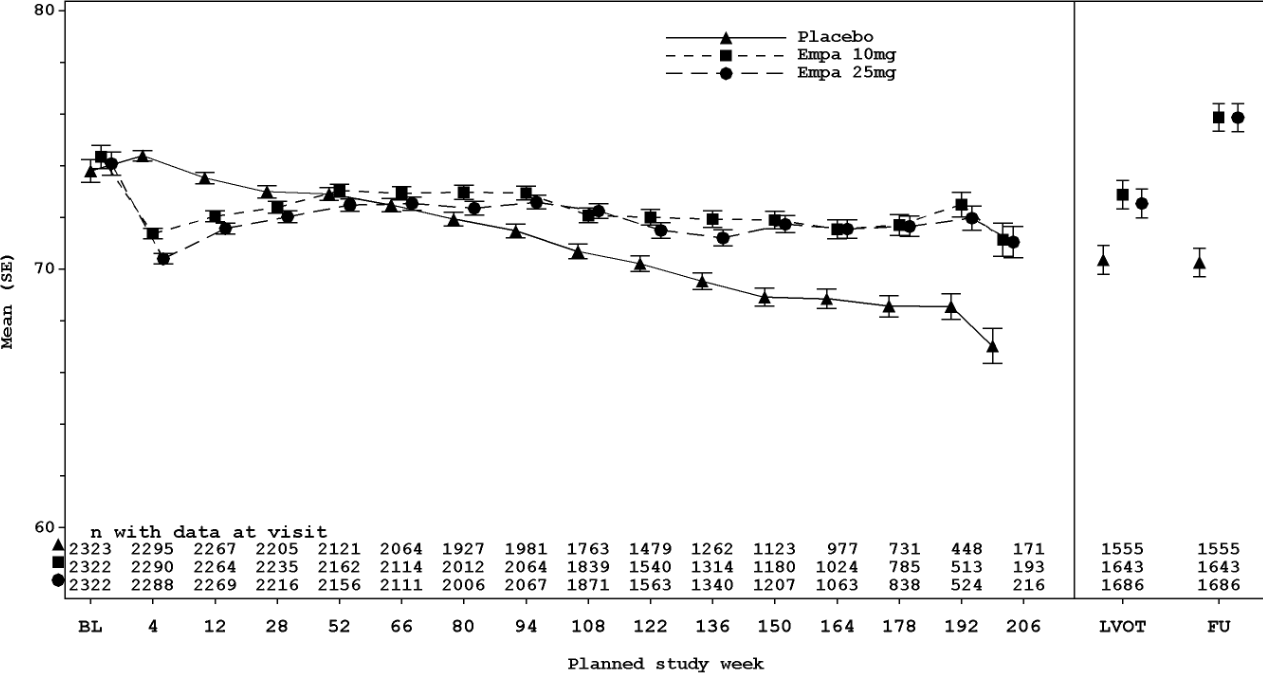 80
Placebo
Empa 10mg
Empa 25mg
70
Mean (SE)
60
n with data at visit
2323 2295 2267 2205 2121 2064 1927 1981 1763 1479 1262 1123 977 731 448 171 1555 1555
2322 2290 2264 2235 2162 2114 2012 2064 1839 1540 1314 1180 1024 785 513 193 1643 1643
2322 2288 2269 2216 2156 2111 2006 2067 1871 1563 1340 1207 1063 838 524 216 1686 1686
BL 4 12 28 52 66 80 94 108 122 136 150 164 178 192 206 LVOT FU
Planned study week